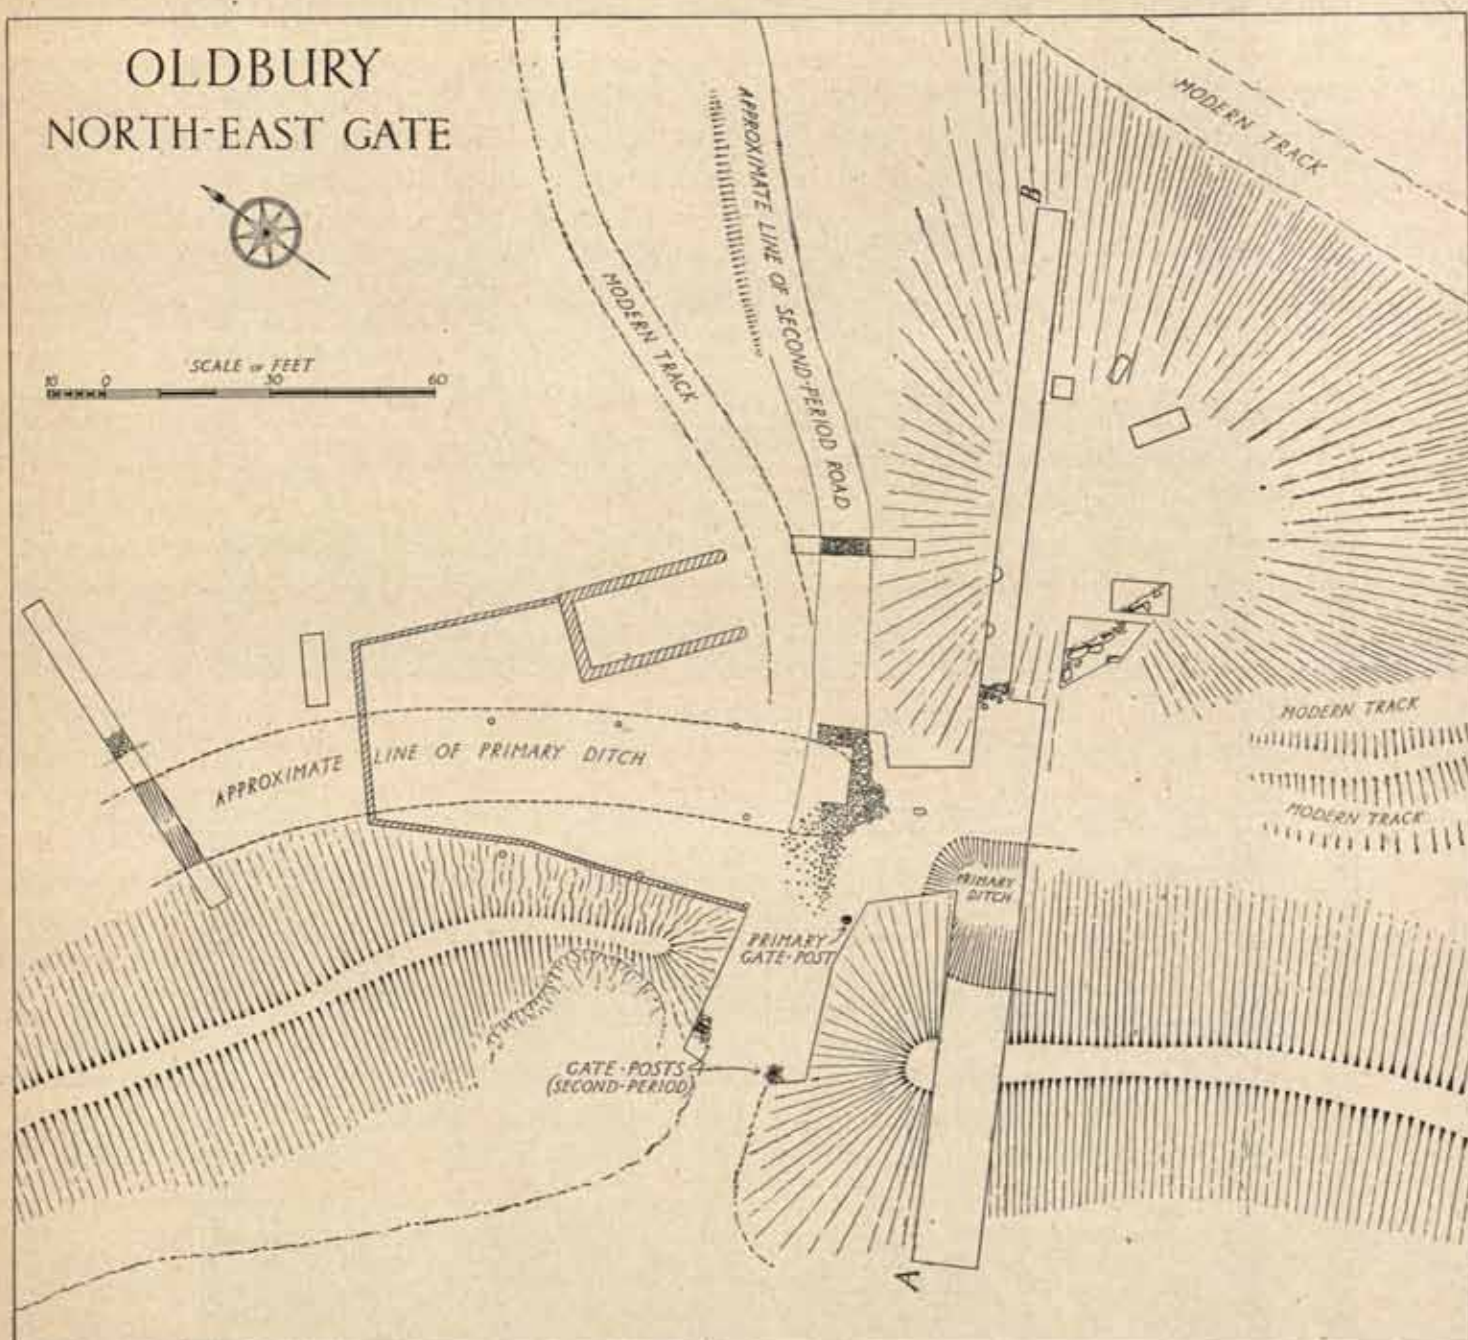 OLDBURY
NORTH-EAST GATE
SCALE OF FEET
10 0 30 60
MODERN TRACK
APPROXIMATE LINE OF SECOND-PERIOD ROAD
MODERN TRACK
B
MODERN TRACK
MODERN TRACK
APPROXIMATE LINE OF PRIMARY DITCH
PRIMARY
DITCH
PRIMARY
GATE-POST
GATE-POSTS
(SECOND-PERIOD)
A